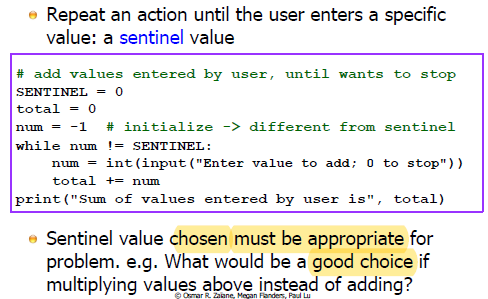 Repeat an action until the user enters a specific
value: a sentinel value
# add values entered by user, until wants to stop
SENTINEL = 0
total = 0
num = -1  # initialize -> different from sentinel
while num != SENTINEL:
    num = int(input("Enter value to add; 0 to stop"))
    total += num
print("Sum of values entered by user is", total)
Sentinel value chosen must be appropriate for
problem. e.g. What would be a good choice if
multiplying values above instead of adding?
© Osmar R. Zaïane, Megan Flanders, Paul Lu